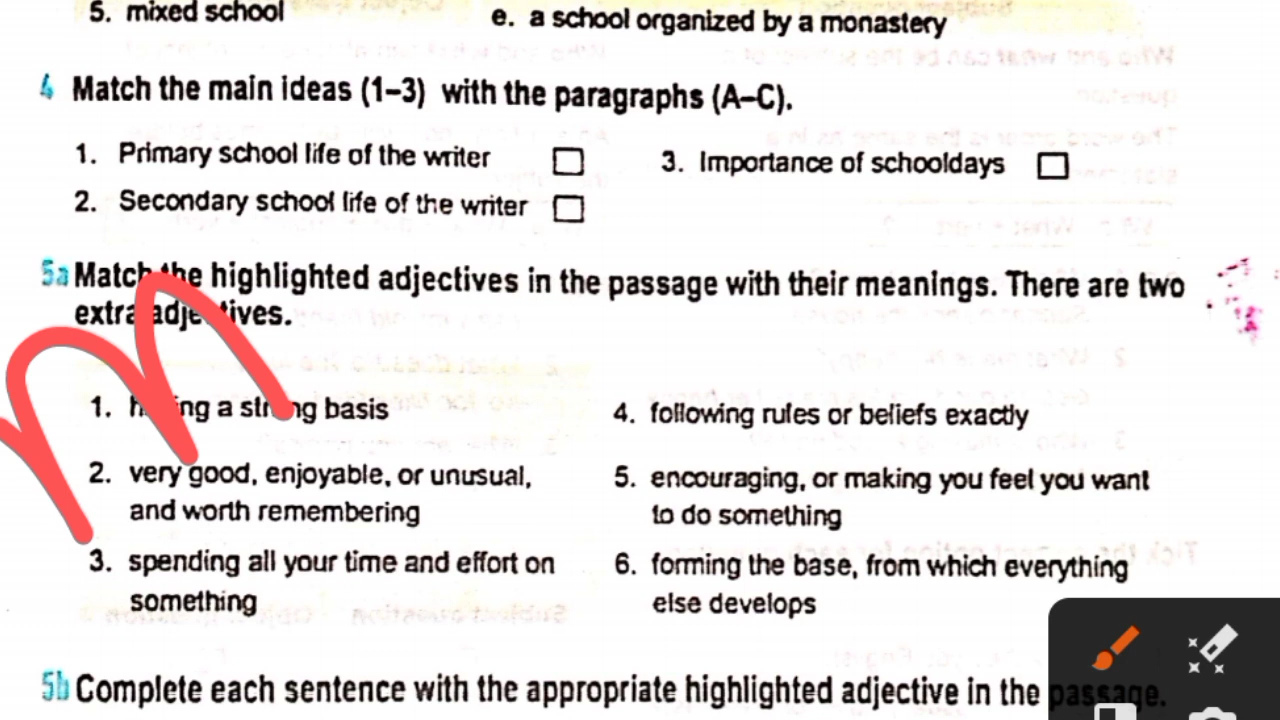 5. mixed school
e. a school organized by a monastery
4 Match the main ideas (1–3) with the paragraphs (A–C).
1. Primary school life of the writer
3. Importance of schooldays
2. Secondary school life of the writer
5a Match the highlighted adjectives in the passage with their meanings. There are two
extra adjectives.
1. a strong basis
4. following rules or beliefs exactly
2. very good, enjoyable, or unusual,
and worth remembering
5. encouraging, or making you feel you want
to do something
3. spending all your time and effort on
something
6. forming the base, from which everything
else develops
5b Complete each sentence with the appropriate highlighted adjective in the passage.